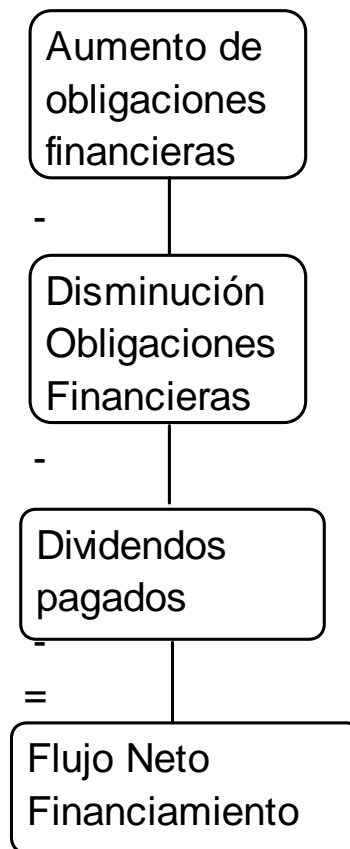 Aumento de
obligaciones
financieras
-
Disminución
Obligaciones
Financieras
-
Dividendos
pagados
-
=
Flujo Neto
Financiamiento